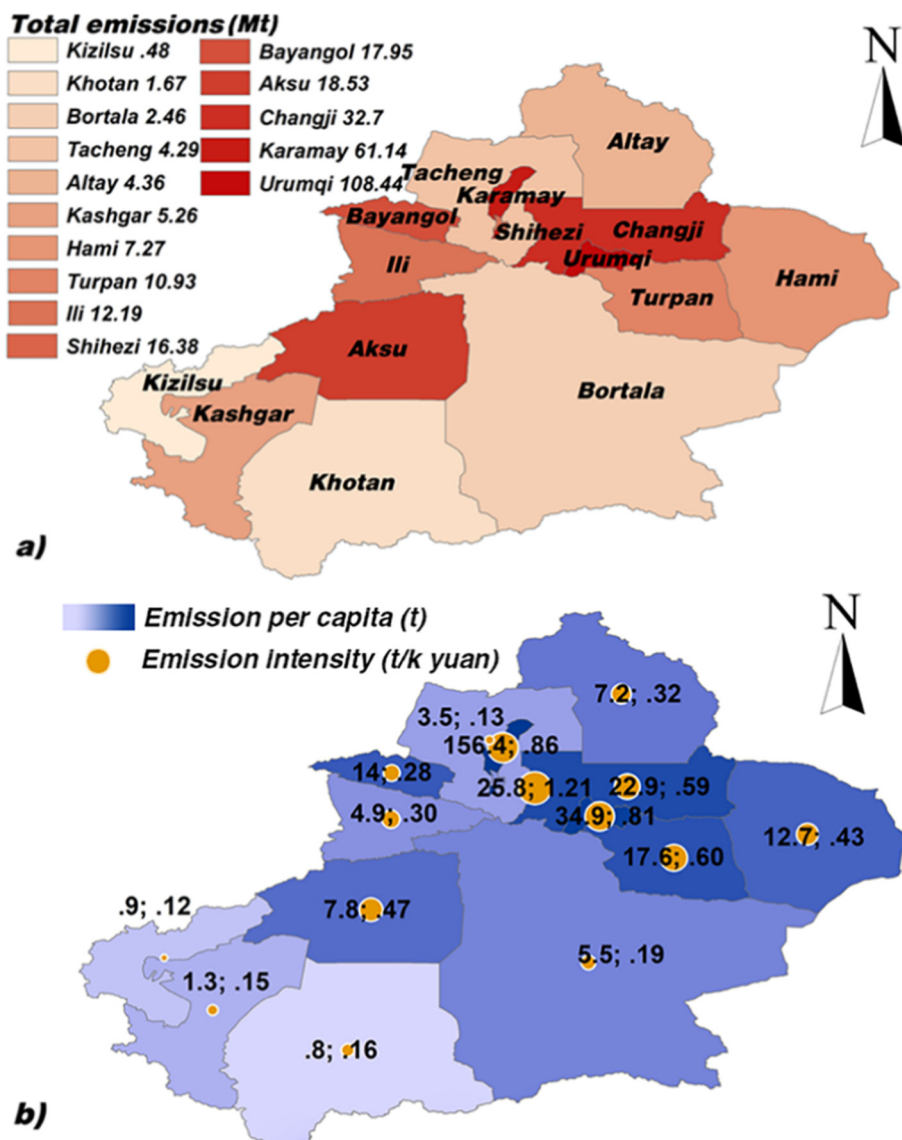 Total emissions (Mt)
Kizilsu .48
Khotan 1.67
Bortala 2.46
Tacheng 4.29
Altay 4.36
Kashgar 5.26
Hami 7.27
Turpan 10.93
Ili 12.19
Shihezi 16.38
Bayangol 17.95
Aksu 18.53
Changji 32.7
Karamay 61.14
Urumqi 108.44
N
Altay
Tacheng
Karamay
Bayangol
Shihezi
Changji
Urumqi
Ili
Hami
Turpan
Aksu
Kizilsu
Bortala
Kashgar
Khotan
a)
Emission per capita (t)
Emission intensity (t/k yuan)
N
7.2; .32
3.5; .13
156.4; .86
14; .28
25.8; 1.21
22.9; .59
4.9; .30
34.9; .81
12.7; .43
17.6; .60
.9; .12
7.8; .47
5.5; .19
1.3; .15
.8; .16
b)